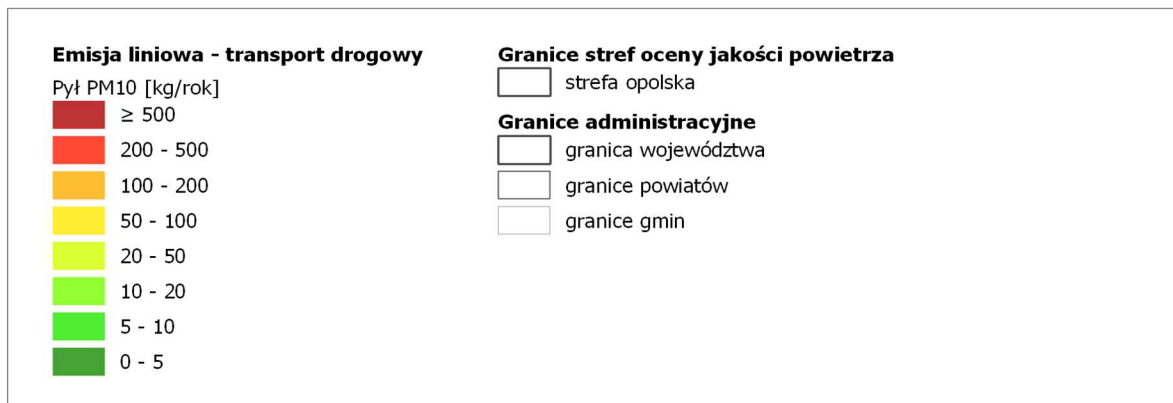 Emisja liniowa - transport drogowy
Pył PM10 [kg/rok]
≥ 500
200 - 500
100 - 200
50 - 100
20 - 50
10 - 20
5 - 10
0 - 5
Granice stref oceny jakości powietrza
strefa opolska
Granice administracyjne
granica województwa
granice powiatów
granice gmin